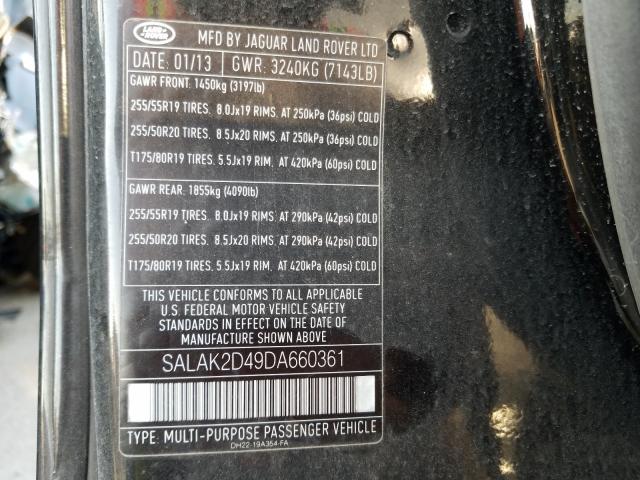 LAND ROVER
MFD BY JAGUAR LAND ROVER LTD
DATE: 01/13 GWR: 3240KG (7143LB)
GAWR FRONT: 1450kg (3197lb)
255/55R19 TIRES. 8.0Jx19 RIMS. AT 250kPa (36psi) COLD
255/50R20 TIRES. 8.5Jx20 RIMS. AT 250kPa (36psi) COLD
T175/80R19 TIRES. 5.5Jx19 RIM. AT 420kPa (60psi) COLD
GAWR REAR: 1855kg (4090lb)
255/55R19 TIRES. 8.0Jx19 RIMS. AT 290kPa (42psi) COLD
255/50R20 TIRES. 8.5Jx20 RIMS. AT 290kPa (42psi) COLD
T175/80R19 TIRES. 5.5Jx19 RIM. AT 420kPa (60psi) COLD
THIS VEHICLE CONFORMS TO ALL APPLICABLE
U.S. FEDERAL MOTOR VEHICLE SAFETY
STANDARDS IN EFFECT ON THE DATE OF
MANUFACTURE SHOWN ABOVE
SALAK2D49DA660361
TYPE: MULTI-PURPOSE PASSENGER VEHICLE
DH22-19A354-FA